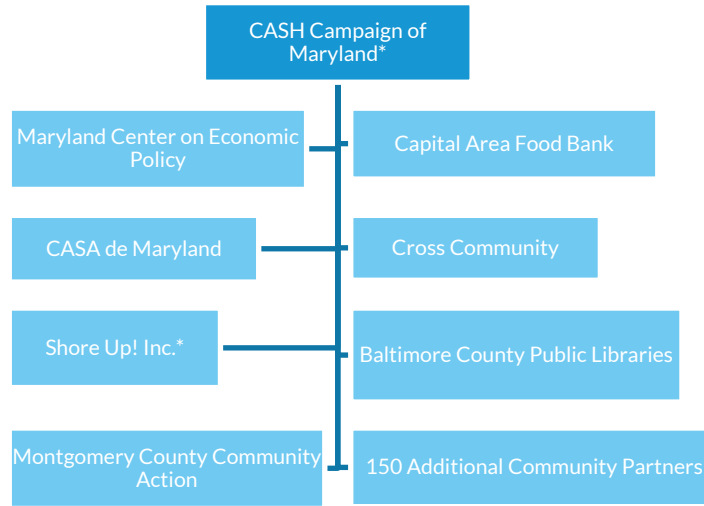 CASH Campaign of
Maryland*
Maryland Center on Economic
Policy
Capital Area Food Bank
CASA de Maryland
Cross Community
Shore Up! Inc.*
Baltimore County Public Libraries
Montgomery County Community
Action
150 Additional Community Partners